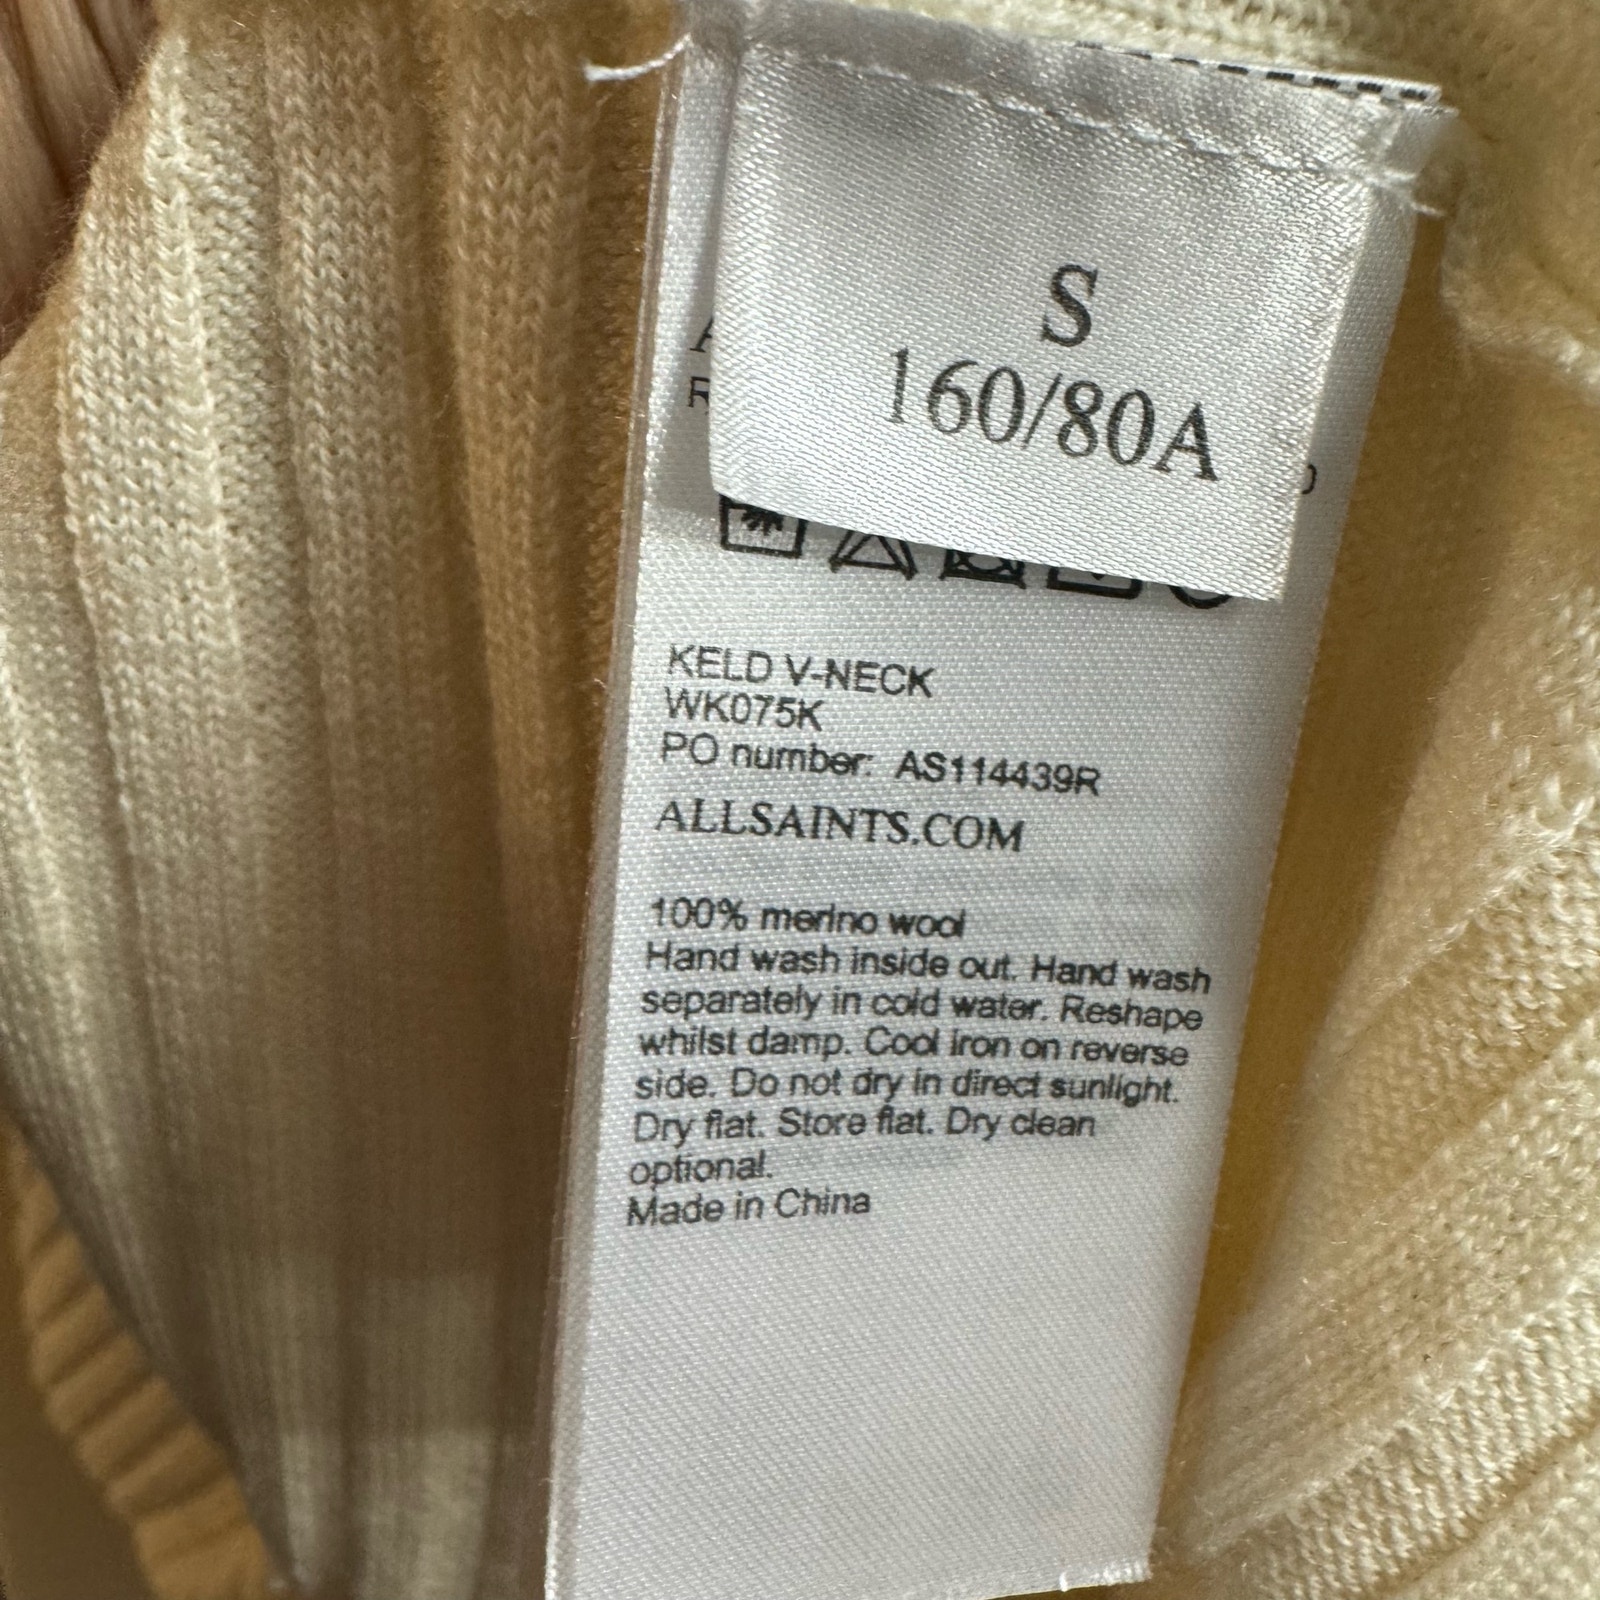 S
160/80A
KELD V-NECK
WK075K
PO number: AS114439R
ALLSAINTS.COM
100% merino wool
Hand wash inside out. Hand wash
separately in cold water. Reshape
whilst damp. Cool iron on reverse
side. Do not dry in direct sunlight.
Dry flat. Store flat. Dry clean
optional.
Made in China